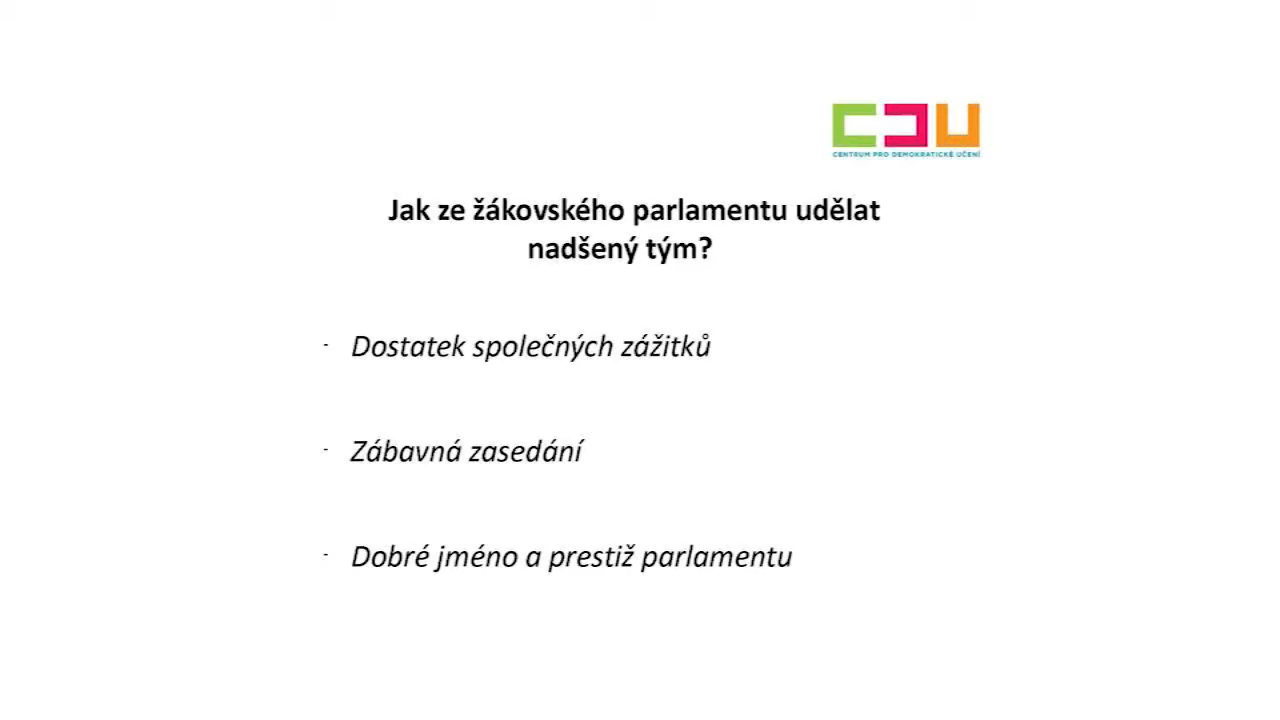 CDU
CENTRUM PRO DEMOKRATICKÉ UČENÍ
Jak ze žákovského parlamentu udělat
nadšený tým?
- Dostatek společných zážitků
- Zábavná zasedání
- Dobré jméno a prestiž parlamentu